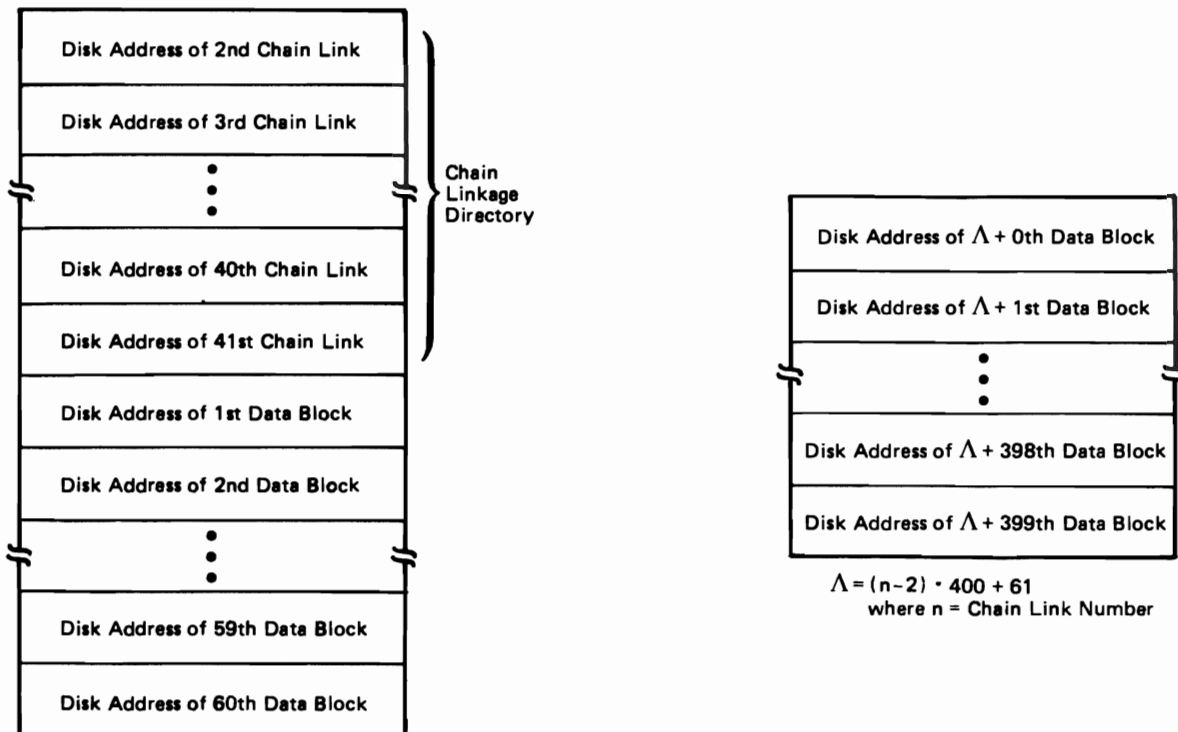 Disk Address of 2nd Chain Link
Disk Address of 3rd Chain Link
Disk Address of 40th Chain Link
Disk Address of 41st Chain Link
Chain
Linkage
Directory
Disk Address of 1st Data Block
Disk Address of 2nd Data Block
Disk Address of 59th Data Block
Disk Address of 60th Data Block
Disk Address of Λ + 0th Data Block
Disk Address of Λ + 1st Data Block
Disk Address of Λ + 398th Data Block
Disk Address of Λ + 399th Data Block
Λ = (n-2) · 400 + 61
where n = Chain Link Number